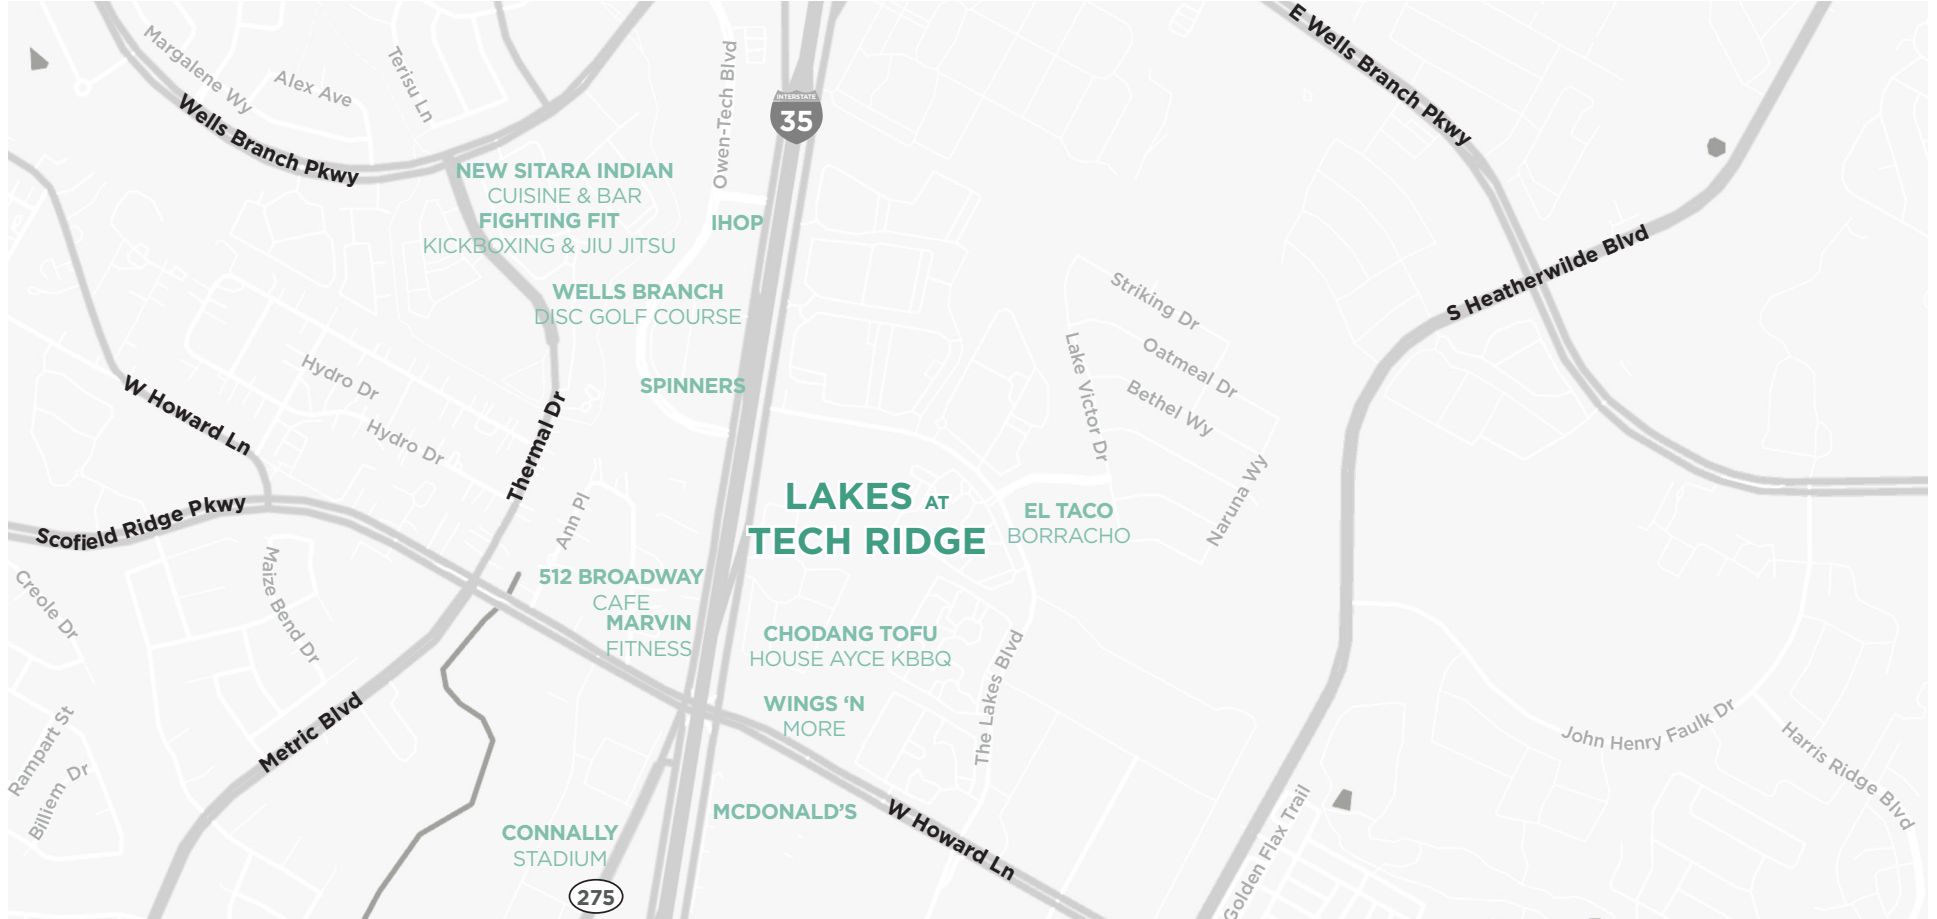 E Wells Branch Pkwy
Margalene Wy
Alex Ave
Terisu Ln
Owen-Tech Blvd
INTERSTATE
35
Wells Branch Pkwy
NEW SITARA INDIAN
CUISINE & BAR
FIGHTING FIT
KICKBOXING & JIU JITSU
IHOP
WELLS BRANCH
DISC GOLF COURSE
S Heatherwilde Blvd
Striking Dr
Oatmeal Dr
Bethel Wy
Lake Victor Dr
Naruna Wy
SPINNERS
Hydro Dr
Hydro Dr
W Howard Ln
Thermal Dr
Scofield Ridge Pkwy
Ann Pl
LAKES AT
TECH RIDGE
EL TACO
BORRACHO
Maize Bend Dr
Creole Dr
512 BROADWAY
CAFE
MARVIN
FITNESS
CHODANG TOFU
HOUSE AYCE KBBQ
WINGS ‘N
MORE
The Lakes Blvd
Metric Blvd
Rampart St
Billiem Dr
MCDONALD’S
W Howard Ln
CONNALLY
STADIUM
275
Golden Flax Trail
John Henry Faulk Dr
Harris Ridge Blvd